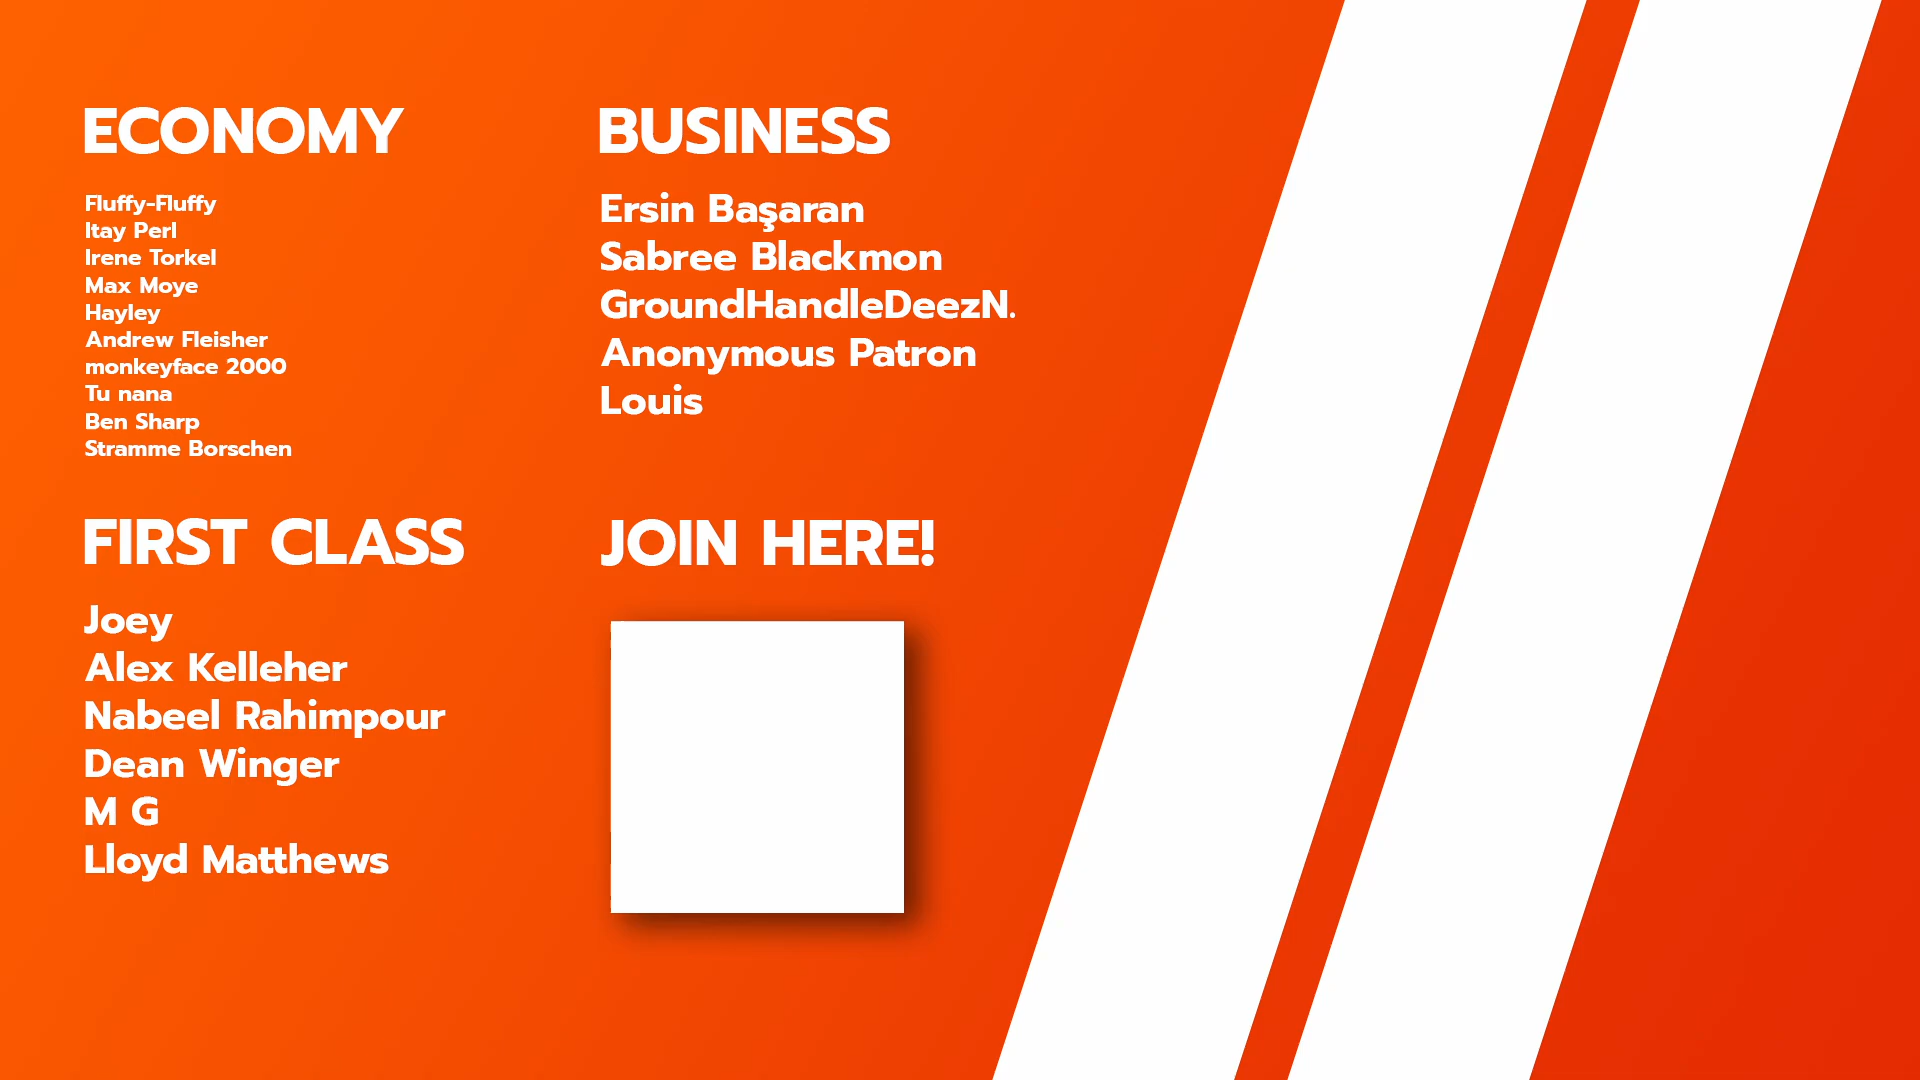 ECONOMY
Fluffy-Fluffy
Itay Perl
Irene Torkel
Max Moye
Hayley
Andrew Fleisher
monkeyface 2000
Tu nana
Ben Sharp
Stramme Borschen
BUSINESS
Ersin Başaran
Sabree Blackmon
GroundHandleDeezN.
Anonymous Patron
Louis
FIRST CLASS
Joey
Alex Kelleher
Nabeel Rahimpour
Dean Winger
M G
Lloyd Matthews
JOIN HERE!